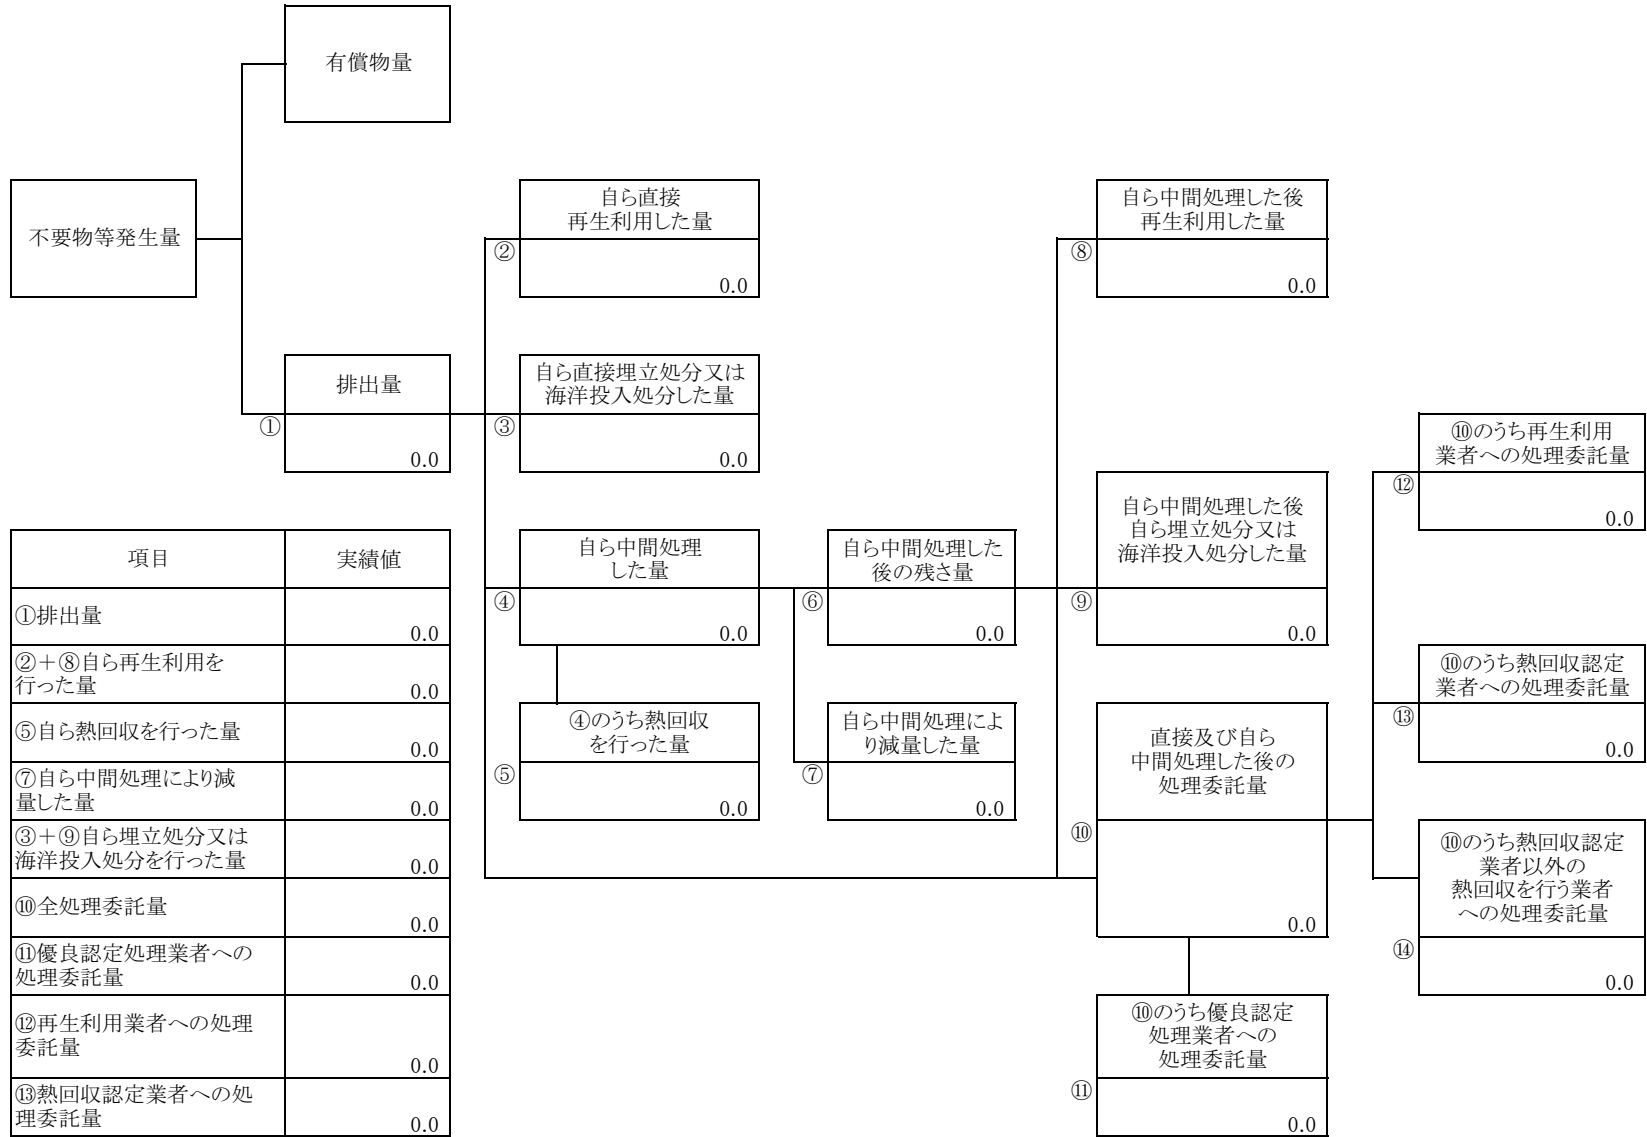 有償物量
不要物等発生量
排出量
①
0.0
自ら直接
再生利用した量
②
0.0
自ら直接埋立処分又は
海洋投入処分した量
③
0.0
自ら中間処理
した量
④
0.0
④のうち熱回収
を行った量
⑤
0.0
自ら中間処理した
後の残さ量
⑥
0.0
自ら中間処理によ
り減量した量
⑦
0.0
自ら中間処理した後
再生利用した量
⑧
0.0
自ら中間処理した後
自ら埋立処分又は
海洋投入処分した量
⑨
0.0
直接及び自ら
中間処理した後の
処理委託量
⑩
0.0
⑩のうち優良認定
処理業者への
処理委託量
⑪
0.0
⑩のうち再生利用
業者への処理委託量
⑫
0.0
⑩のうち熱回収認定
業者への処理委託量
⑬
0.0
⑩のうち熱回収認定
業者以外の
熱回収を行う業者
への処理委託量
⑭
0.0
項目 実績値
①排出量
0.0
②＋⑧自ら再生利用を
行った量
0.0
⑤自ら熱回収を行った量
0.0
⑦自ら中間処理により減
量した量
0.0
③＋⑨自ら埋立処分又は
海洋投入処分を行った量
0.0
⑩全処理委託量
0.0
⑪優良認定処理業者への
処理委託量
0.0
⑫再生利用業者への処理
委託量
0.0
⑬熱回収認定業者への処
理委託量
0.0